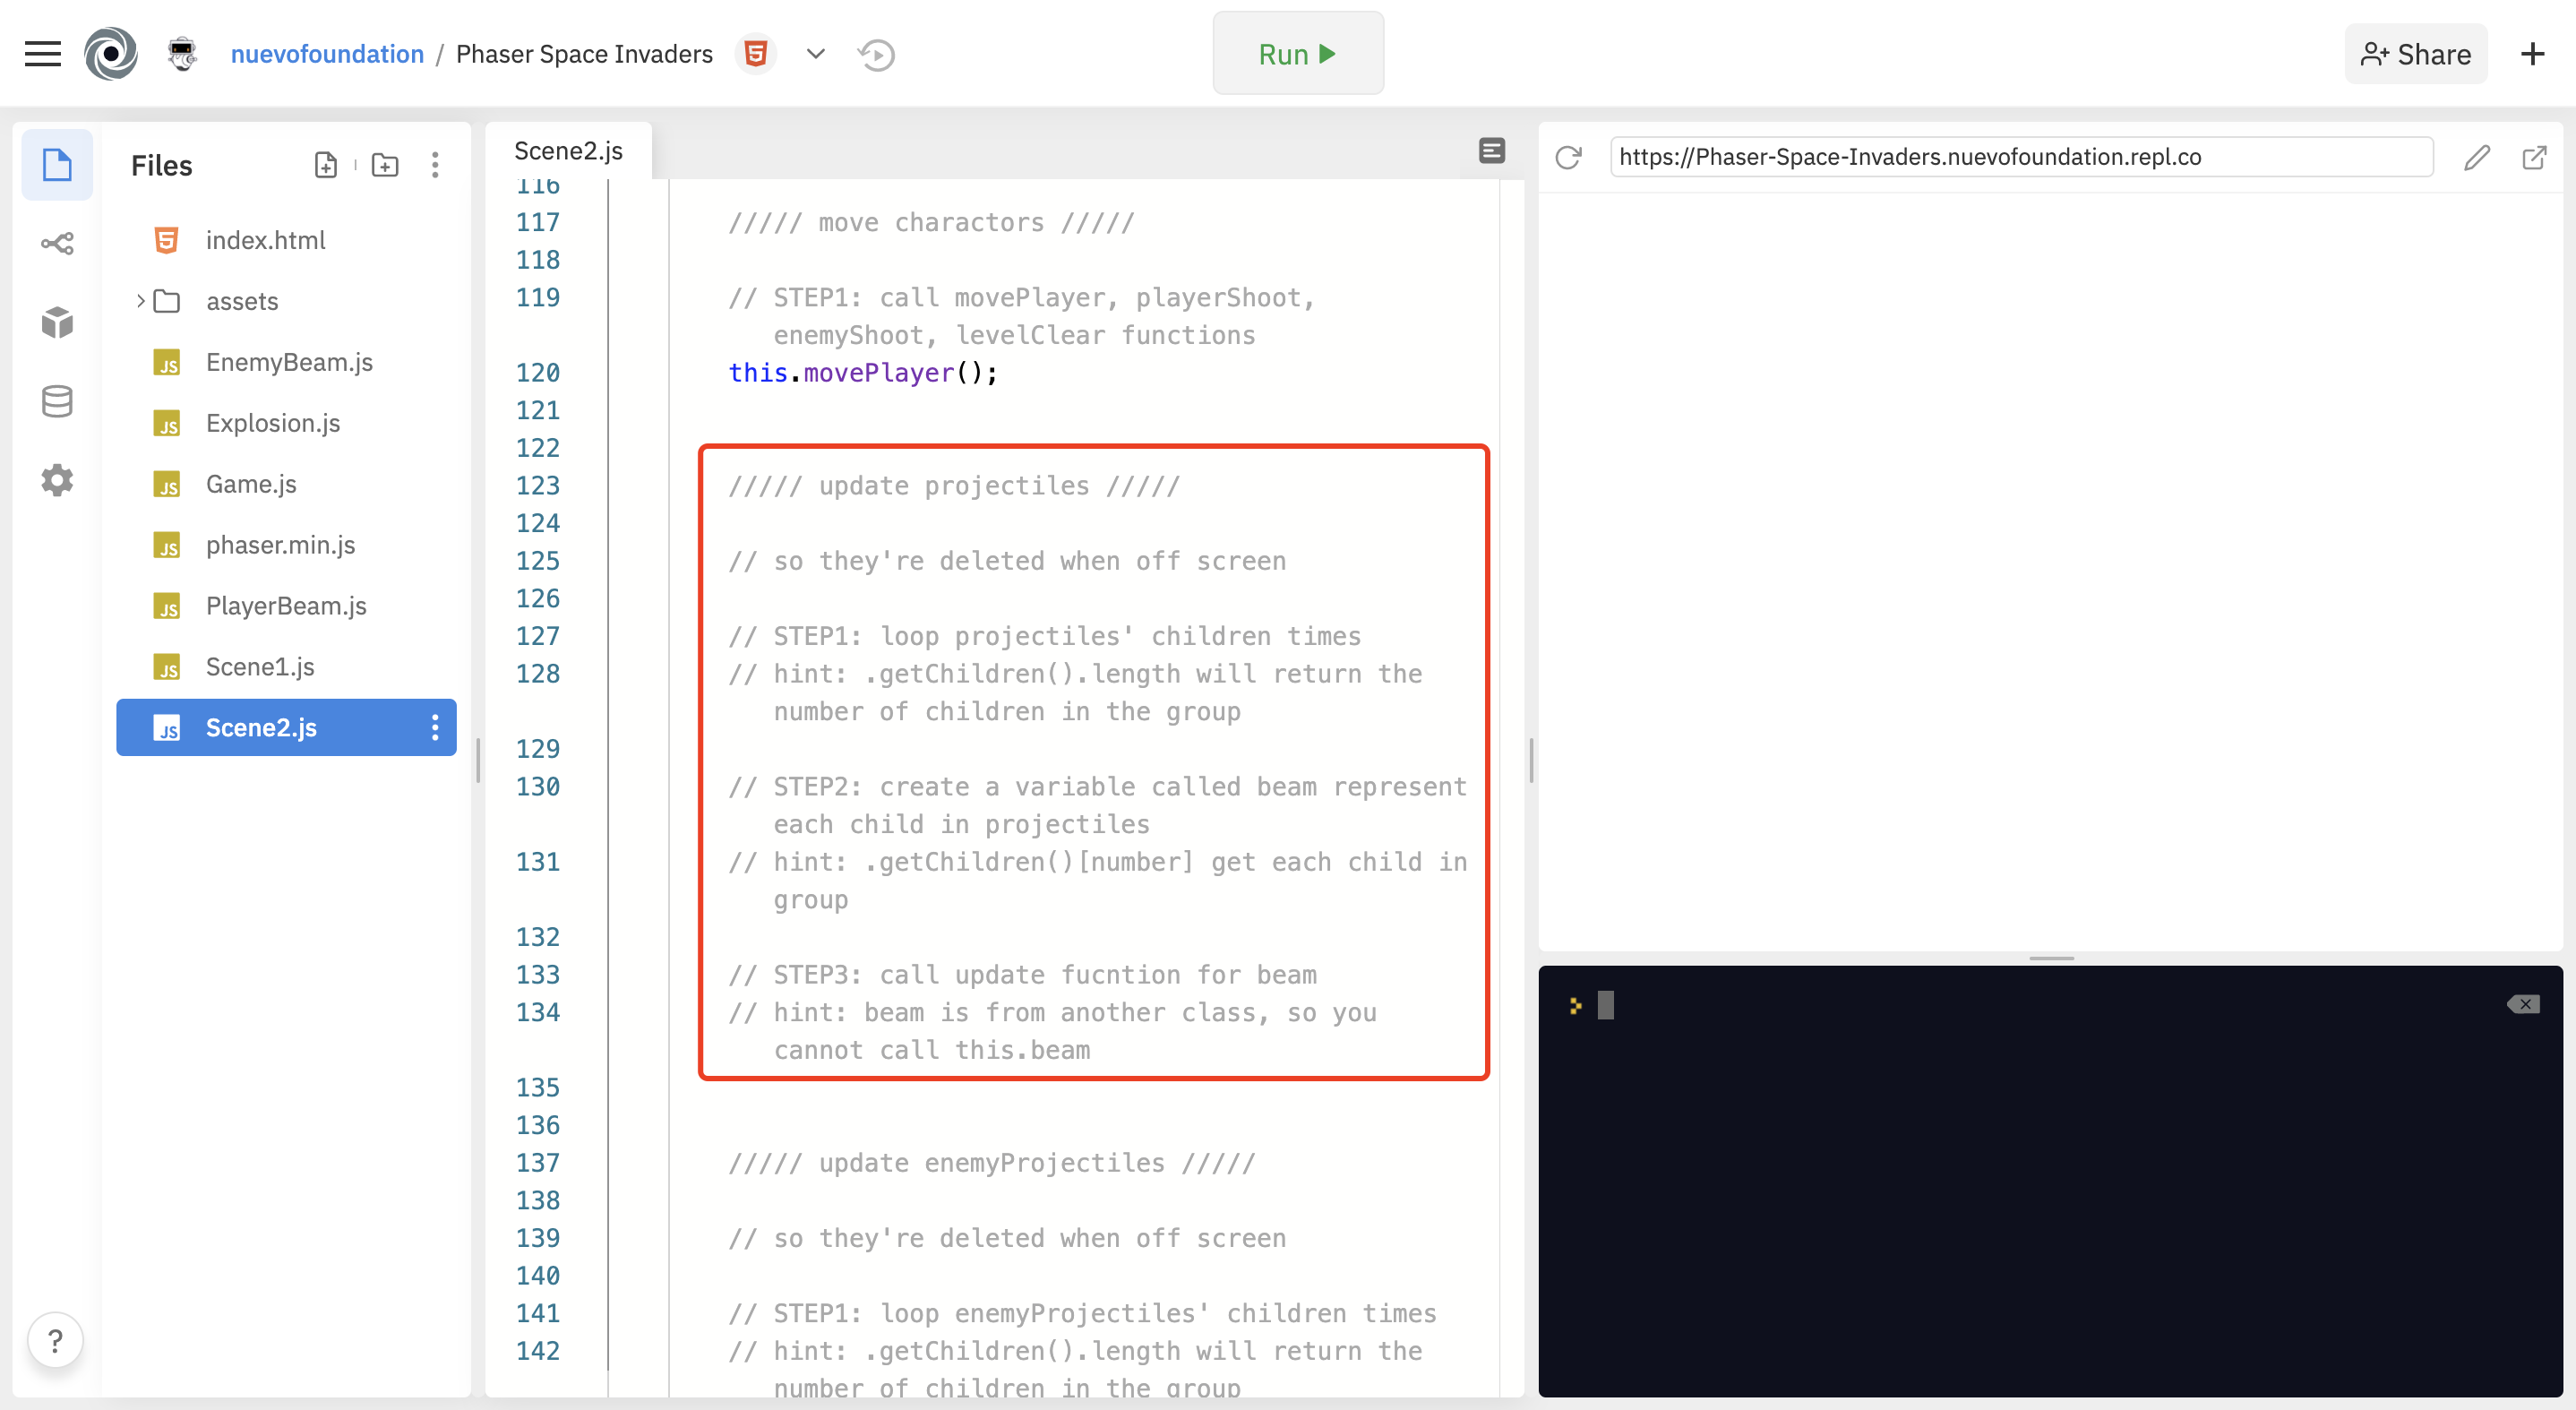 nuevofoundation / Phaser Space Invaders
Run
Share
Files
index.html
assets
EnemyBeam.js
Explosion.js
Game.js
phaser.min.js
PlayerBeam.js
Scene1.js
Scene2.js
?
Scene2.js
116
117 ///// move charactors /////
118
119 // STEP1: call movePlayer, playerShoot,
enemyShoot, levelClear functions
120 this.movePlayer();
121
122
123 ///// update projectiles /////
124
125 // so they're deleted when off screen
126
127 // STEP1: loop projectiles' children times
128 // hint: .getChildren().length will return the
number of children in the group
129
130 // STEP2: create a variable called beam represent
each child in projectiles
131 // hint: .getChildren()[number] get each child in
group
132
133 // STEP3: call update fucntion for beam
134 // hint: beam is from another class, so you
cannot call this.beam
135
136
137 ///// update enemyProjectiles /////
138
139 // so they're deleted when off screen
140
141 // STEP1: loop enemyProjectiles' children times
142 // hint: .getChildren().length will return the
number of children in the group
https://Phaser-Space-Invaders.nuevofoundation.repl.co